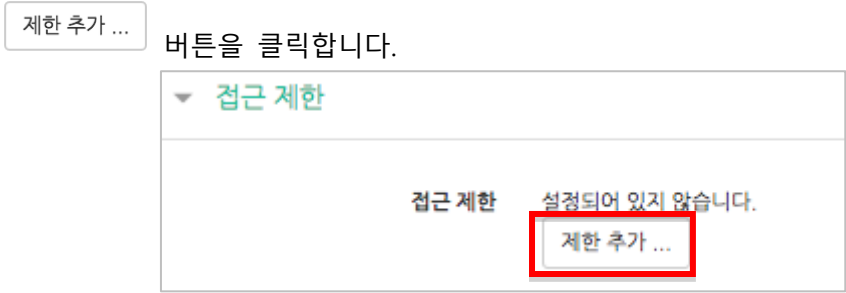 제한 추가 ... 버튼을 클릭합니다.
접근 제한
접근 제한 설정되어 있지 않습니다.
제한 추가 ...